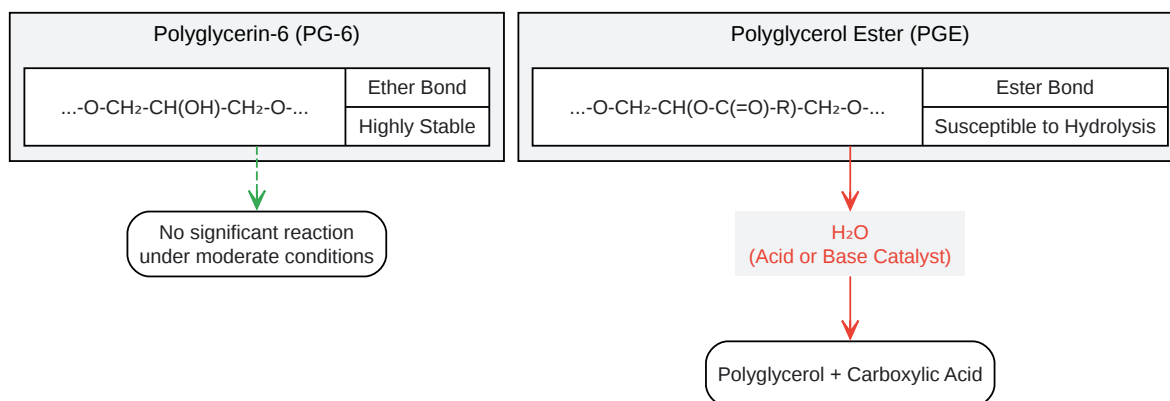 Polyglycerin-6 (PG-6)
...-O-CH₂-CH(OH)-CH₂-O-...
Ether Bond
Highly Stable
No significant reaction
under moderate conditions
Polyglycerol Ester (PGE)
...-O-CH₂-CH(O-C(=O)-R)-CH₂-O-...
Ester Bond
Susceptible to Hydrolysis
H₂O
(Acid or Base Catalyst)
Polyglycerol + Carboxylic Acid